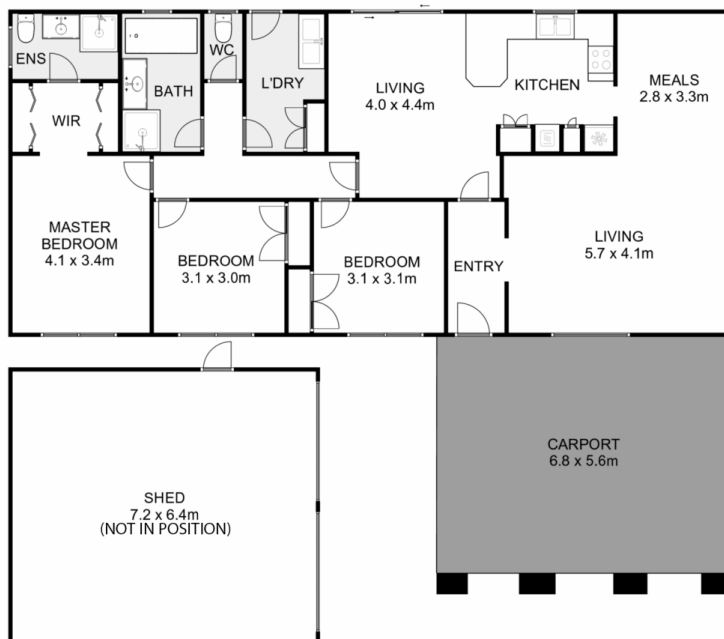 ENS
WC
BATH
L'DRY
LIVING
4.0 x 4.4m
KITCHEN
MEALS
2.8 x 3.3m
WIR
MASTER
BEDROOM
4.1 x 3.4m
BEDROOM
3.1 x 3.0m
BEDROOM
3.1 x 3.1m
ENTRY
LIVING
5.7 x 4.1m
CARPORT
6.8 x 5.6m
SHED
7.2 x 6.4m
(NOT IN POSITION)